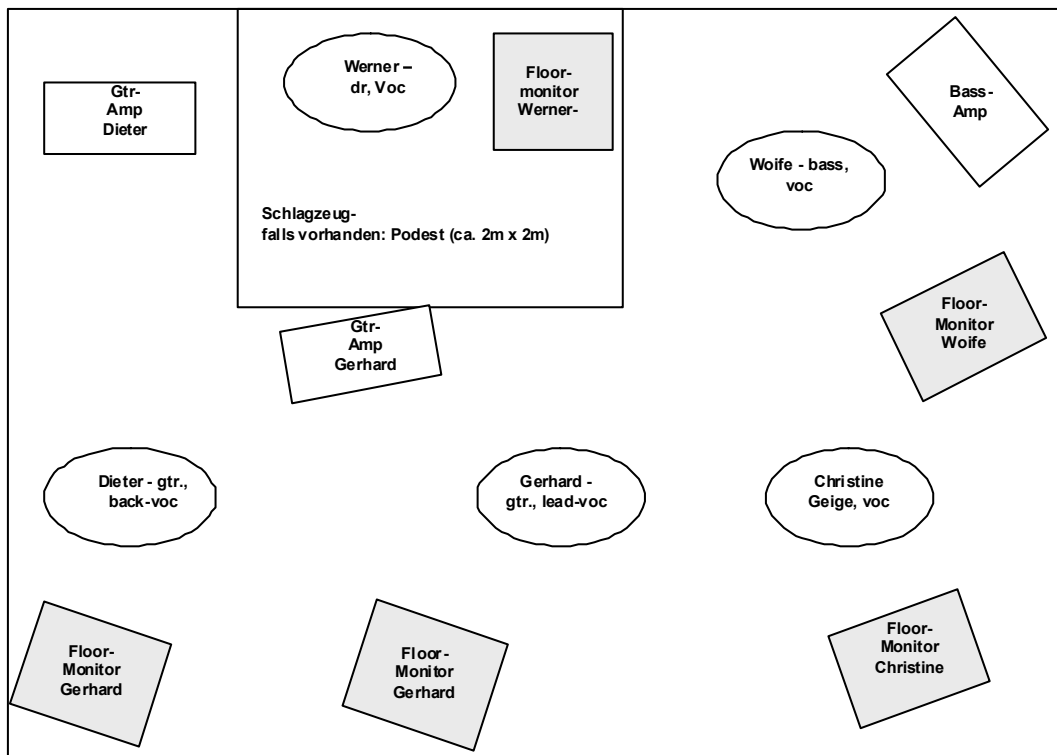 Werner –
dr, Voc
Floor-
monitor
Werner-
Gtr-
Amp
Dieter
Bass-
Amp
Woife - bass,
voc
Schlagzeug-
falls vorhanden: Podest (ca. 2m x 2m)
Floor-
Monitor
Woife
Gtr-
Amp
Gerhard
Dieter - gtr.,
back-voc
Gerhard -
gtr., lead-voc
Christine
Geige, voc
Floor-
Monitor
Gerhard
Floor-
Monitor
Gerhard
Floor-
Monitor
Christine